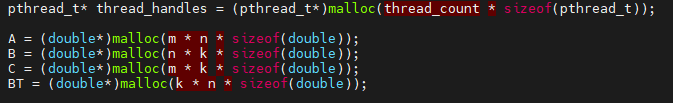 pthread_t* thread_handles = (pthread_t*)malloc(thread_count * sizeof(pthread_t));
A = (double*)malloc(m * n * sizeof(double));
B = (double*)malloc(n * k * sizeof(double));
C = (double*)malloc(m * k * sizeof(double));
BT = (double*)malloc(k * n * sizeof(double));